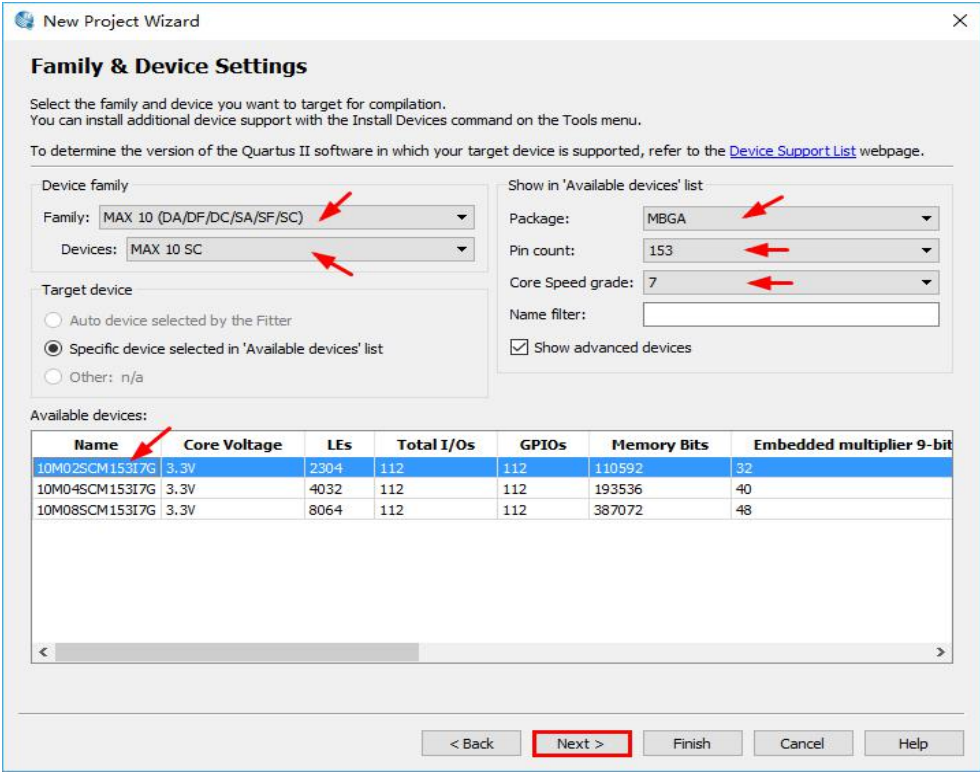 New Project Wizard
Family & Device Settings
Select the family and device you want to target for compilation.
You can install additional device support with the Install Devices command on the Tools menu.
To determine the version of the Quartus II software in which your target device is supported, refer to the Device Support List webpage.
Device family
Family: MAX 10 (DA/DF/DC/SA/SF/SC)
Devices: MAX 10 SC
Target device
Auto device selected by the Fitter
Specific device selected in 'Available devices' list
Other: n/a
Show in 'Available devices' list
Package: MBGA
Pin count: 153
Core Speed grade: 7
Name filter:
Show advanced devices
Available devices:
Name Core Voltage LEs Total I/Os GPIOs Memory Bits Embedded multiplier 9-bit
10M02SCM153I7G 3.3V 2304 112 112 110592 32
10M04SCM153I7G 3.3V 4032 112 112 193536 40
10M08SCM153I7G 3.3V 8064 112 112 387072 48
< Back Next > Finish Cancel Help